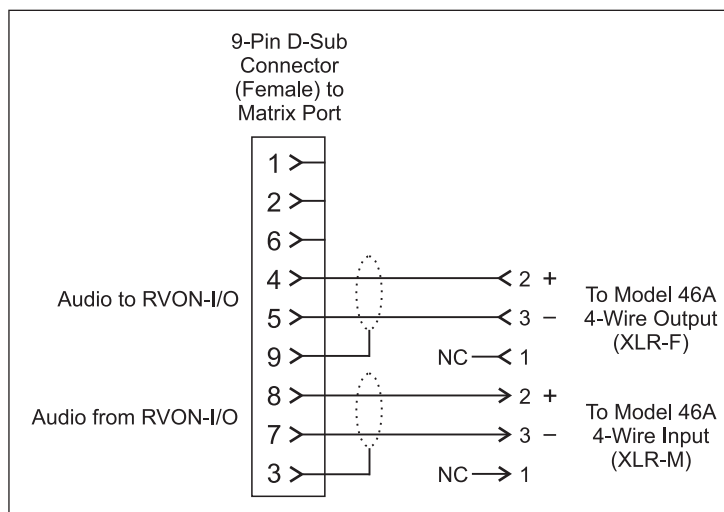 9-Pin D-Sub
Connector
(Female) to
Matrix Port
1
2
6
4
5
9
8
7
3
Audio to RVON-I/O
Audio from RVON-I/O
2 +
3 –
NC 1
To Model 46A
4-Wire Output
(XLR-F)
2 +
3 –
NC 1
To Model 46A
4-Wire Input
(XLR-M)